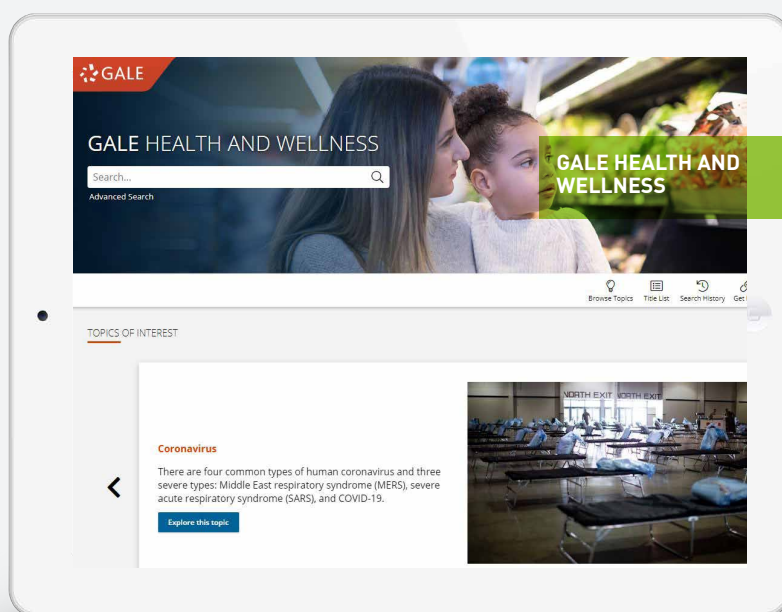 GALE
GALE HEALTH AND WELLNESS
Search...
Advanced Search
GALE HEALTH AND
WELLNESS
Browse Topics
Title List
Search History
Get
TOPICS OF INTEREST
NORTH EXIT NORTH EXIT
Coronavirus
There are four common types of human coronavirus and three
severe types: Middle East respiratory syndrome (MERS), severe
acute respiratory syndrome (SARS), and COVID-19.
Explore this topic